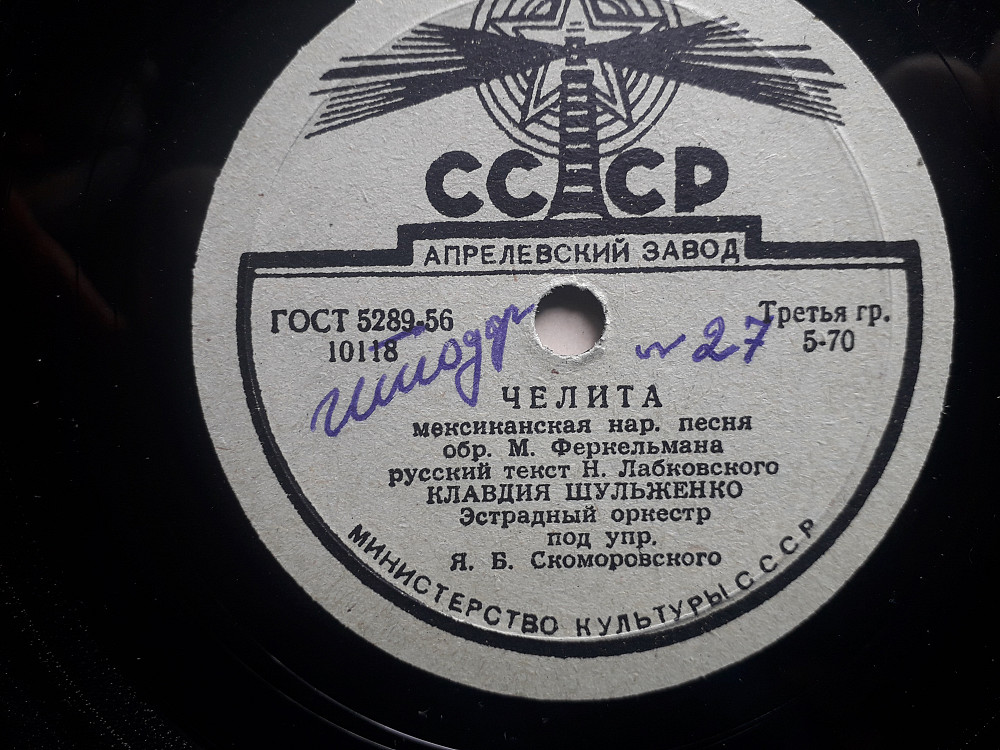 СССР
АПРЕЛЕВСКИЙ ЗАВОД
ГОСТ 5289-56
10118
Третья гр.
5-70
№ 27
ЧЕЛИТА
мексиканская нар. песня
обр. М. Феркельмана
русский текст Н. Лабковского
КЛАВДИЯ ШУЛЬЖЕНКО
Эстрадный оркестр
под упр.
Я. Б. Скоморовского
МИНИСТЕРСТВО КУЛЬТУРЫ СССР